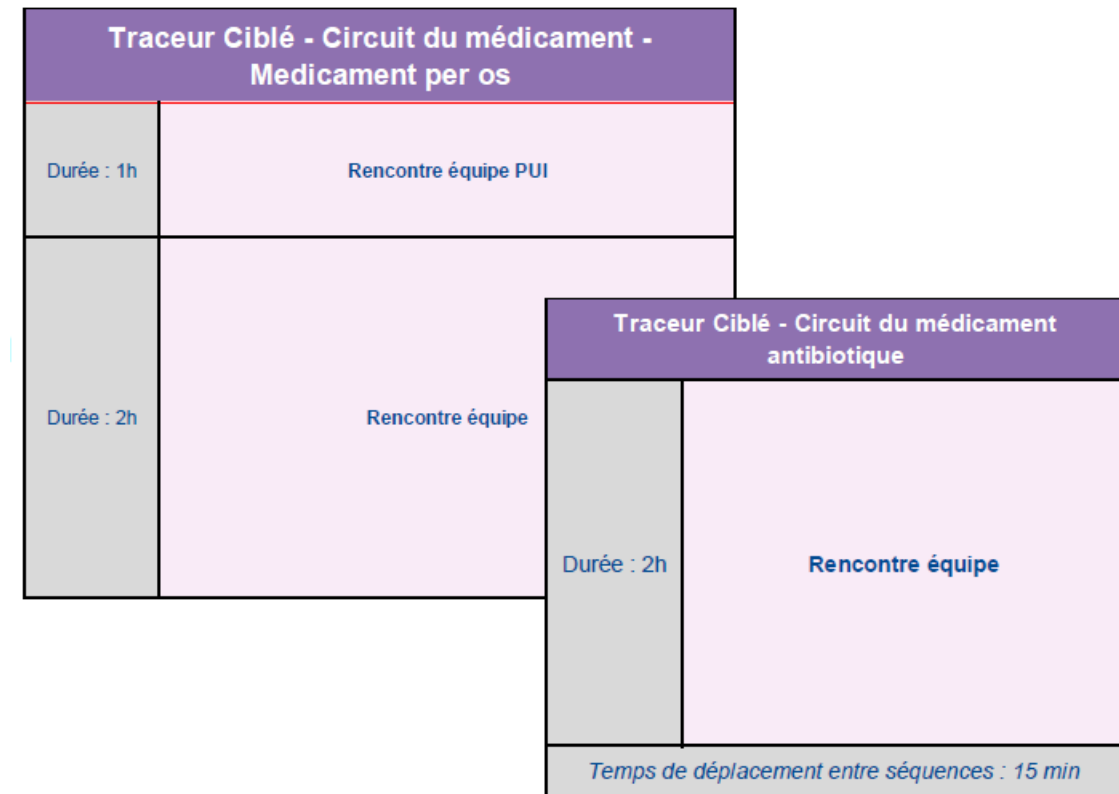 Traceur Ciblé - Circuit du médicament -
Medicament per os
Durée : 1h
Rencontre équipe PUI
Durée : 2h
Rencontre équipe
Traceur Ciblé - Circuit du médicament
antibiotique
Durée : 2h
Rencontre équipe
Temps de déplacement entre séquences : 15 min